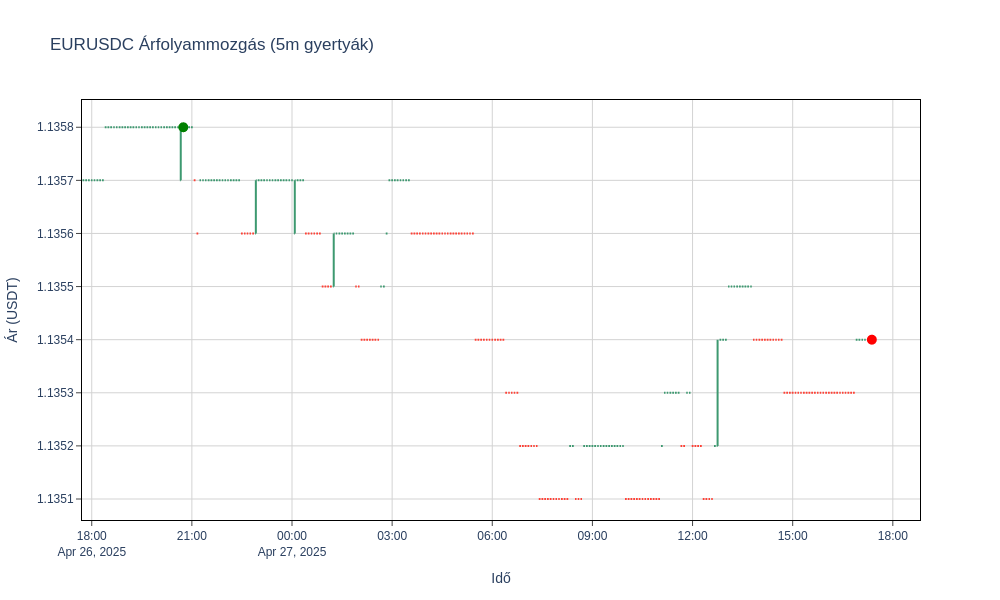 EURUSDC Árfolyammozgás (5m gyertyák)
1.1358
1.1357
1.1356
1.1355
1.1354
1.1353
1.1352
1.1351
Ár (USDT)
18:00 21:00 00:00 03:00 06:00 09:00 12:00 15:00 18:00
Apr 26, 2025 Apr 27, 2025
Idő